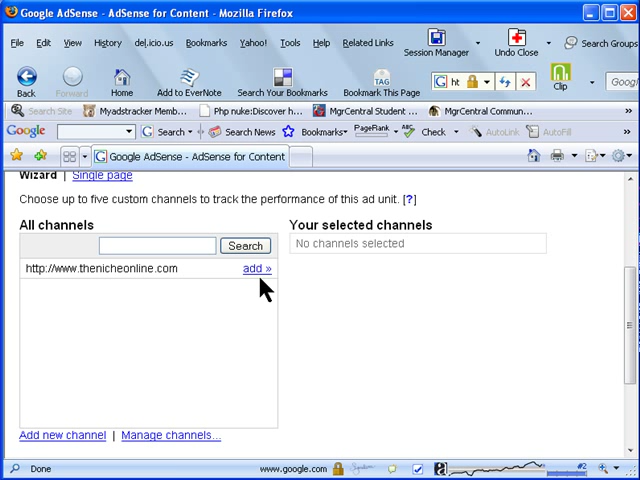 Google AdSense - AdSense for Content - Mozilla Firefox
File Edit View History del.icio.us Bookmarks Yahoo! Tools Help Related Links Session Manager Undo Close Search Groups
Back Forward Home Add to EverNote Search Your Bookmarks Bookmark This Page TAG ht Clip Goog
Search Site Myadstracker Memb... Php nuke:Discover h... MgrCentral Student ... MgrCentral Commun... »
Google Search Search News Bookmarks PageRank ABC Check AutoLink AutoFill »
Google AdSense - AdSense for Content
Wizard | Single page
Choose up to five custom channels to track the performance of this ad unit. [?]
All channels Your selected channels
Search No channels selected
http://www.thenicheonline.com add »
Add new channel | Manage channels...
Done www.google.com a #2